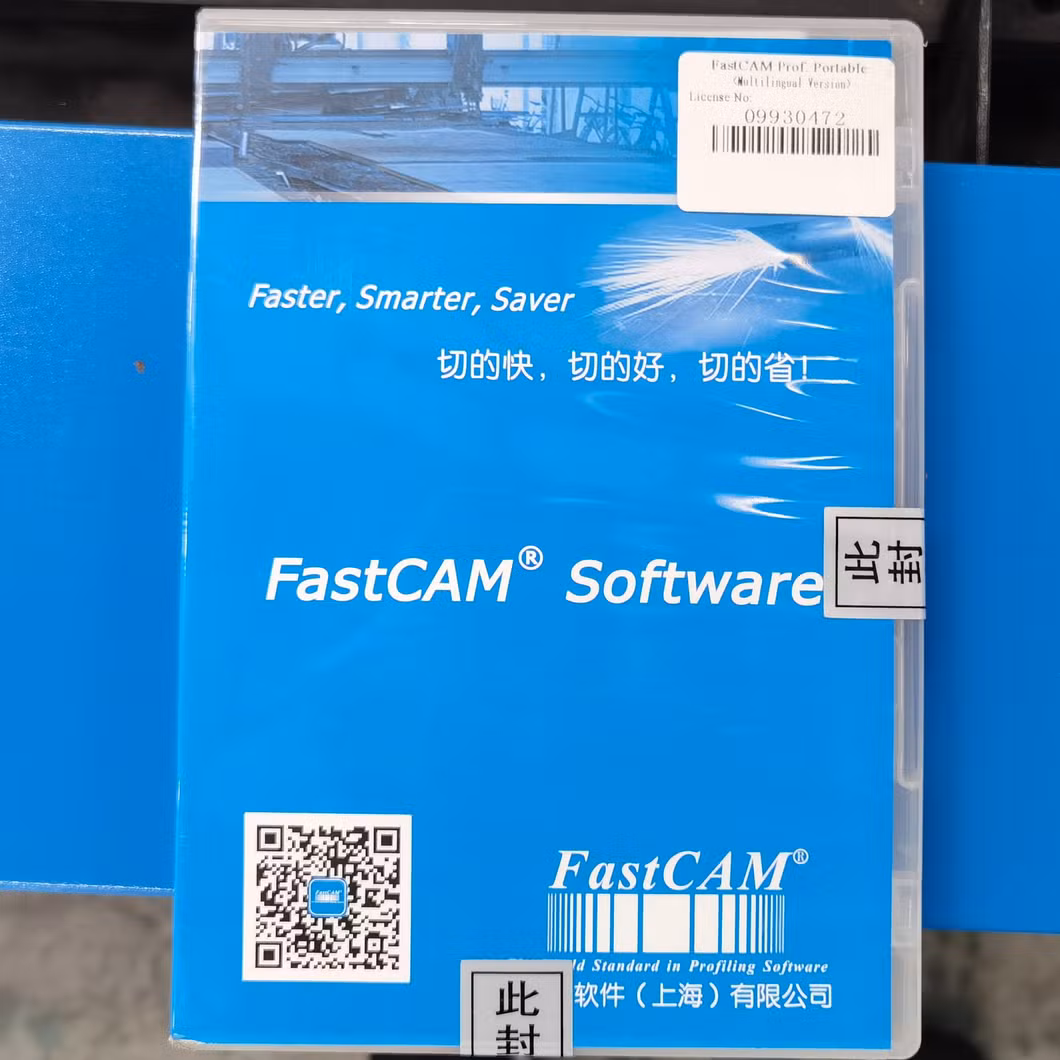 FastCAM Prof. Portable
(Multilingual Version)
License No:
09930472
Faster, Smarter, Saver
切的快，切的好，切的省！
FastCAM® Software
此封
FastCAM®
FastCAM®
Standard in Profiling Software
软件（上海）有限公司
此封